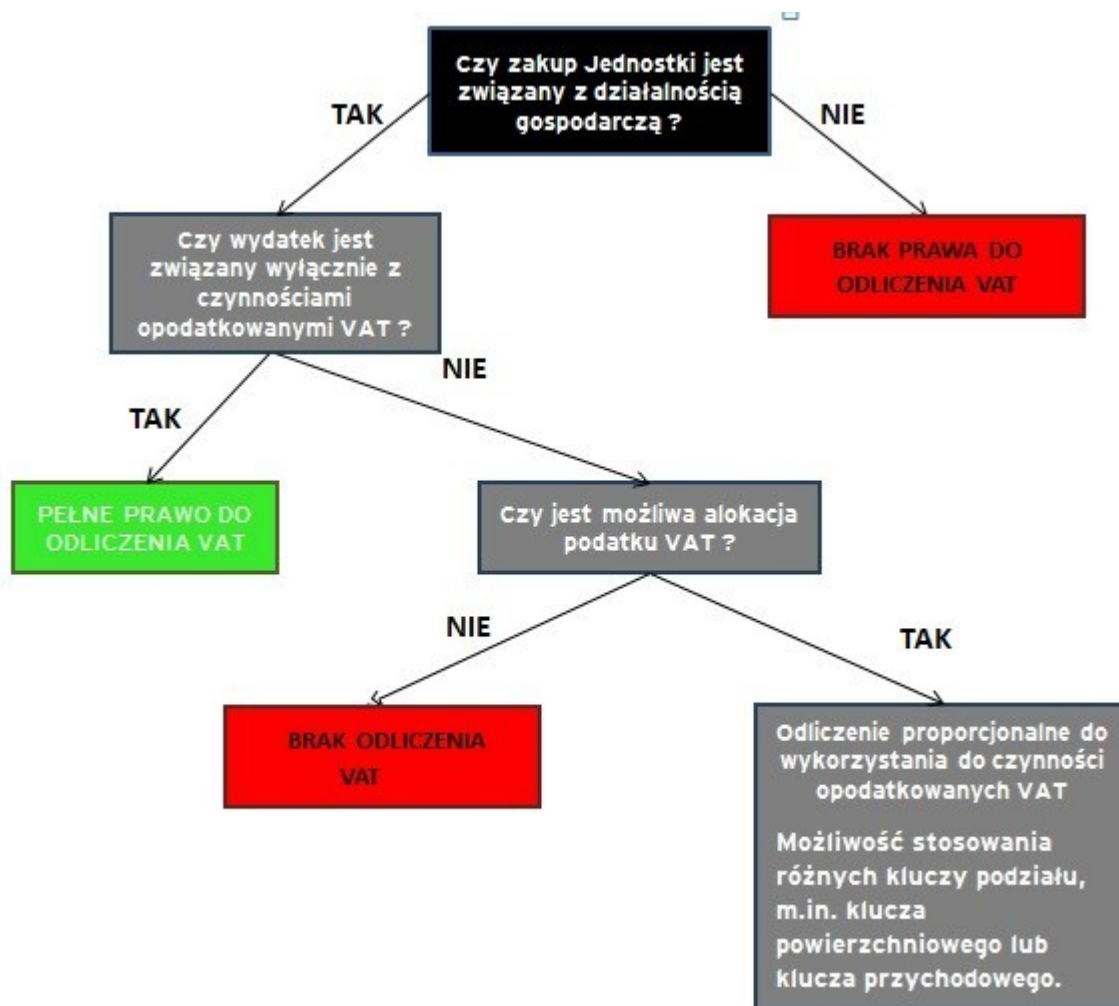 Czy zakup Jednostki jest
związany z działalnością
gospodarczą ?
TAK
NIE
Czy wydatek jest
związany wyłącznie z
czynnościami
opodatkowanymi VAT ?
BRAK PRAWA DO
ODLICZENIA VAT
NIE
TAK
PEŁNE PRAWO DO
ODLICZENIA VAT
Czy jest możliwa alokacja
podatku VAT ?
NIE
TAK
BRAK ODLICZENIA
VAT
Odliczenie proporcjonalne do
wykorzystania do czynności
opodatkowanych VAT
Możliwość stosowania
różnych kluczy podziału,
m.in. klucza
powierzchniowego lub
klucza przychodowego.